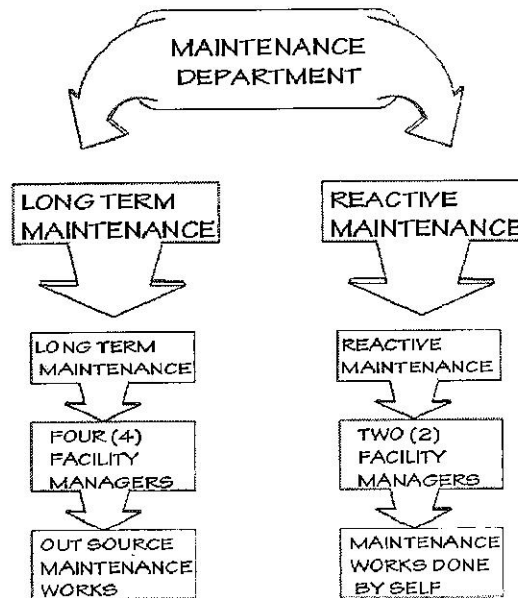 MAINTENANCE
DEPARTMENT
LONG TERM
MAINTENANCE
REACTIVE
MAINTENANCE
LONG TERM
MAINTENANCE
REACTIVE
MAINTENANCE
FOUR (4)
FACILITY
MANAGERS
TWO (2)
FACILITY
MANAGERS
OUT SOURCE
MAINTENANCE
WORKS
MAINTENANCE
WORKS DONE
BY SELF